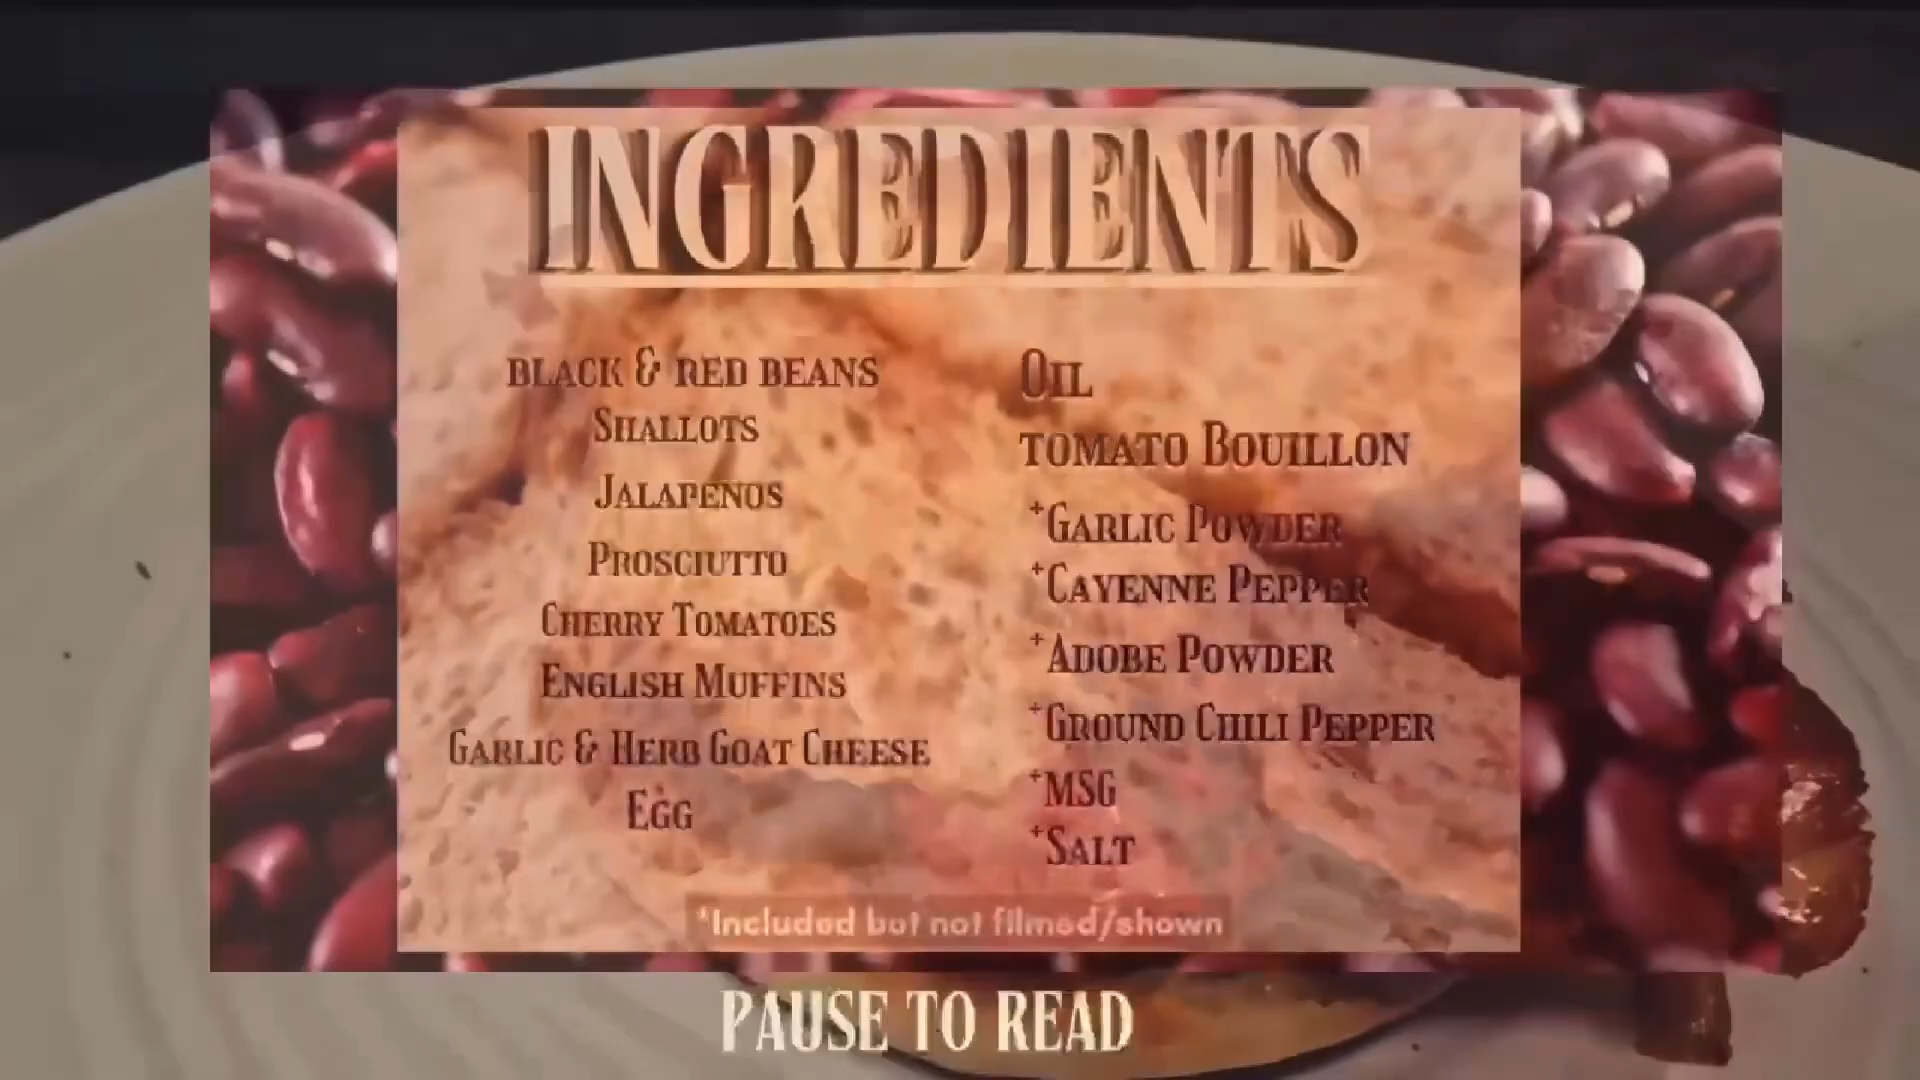 INGREDIENTS
BLACK & RED BEANS
SHALLOTS
JALAPENOS
PROSCIUTTO
CHERRY TOMATOES
ENGLISH MUFFINS
GARLIC & HERB GOAT CHEESE
EGG
OIL
TOMATO BOUILLON
*GARLIC POWDER
*CAYENNE PEPPER
*ADOBE POWDER
*GROUND CHILI PEPPER
*MSG
*SALT
*Included but not filmed/shown
PAUSE TO READ